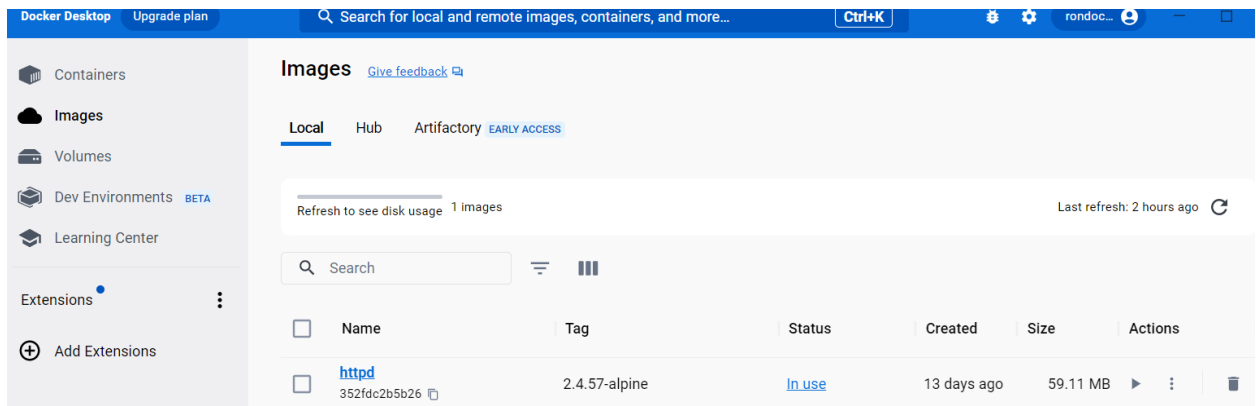 Docker Desktop Upgrade plan Search for local and remote images, containers, and more... Ctrl+K rondoc...
Containers
Images
Volumes
Dev Environments BETA
Learning Center
Extensions
Add Extensions
Images Give feedback
Local Hub Artifactory EARLY ACCESS
Refresh to see disk usage 1 images Last refresh: 2 hours ago
Search
Name Tag Status Created Size Actions
httpd
352fdc2b5b26
2.4.57-alpine In use 13 days ago 59.11 MB